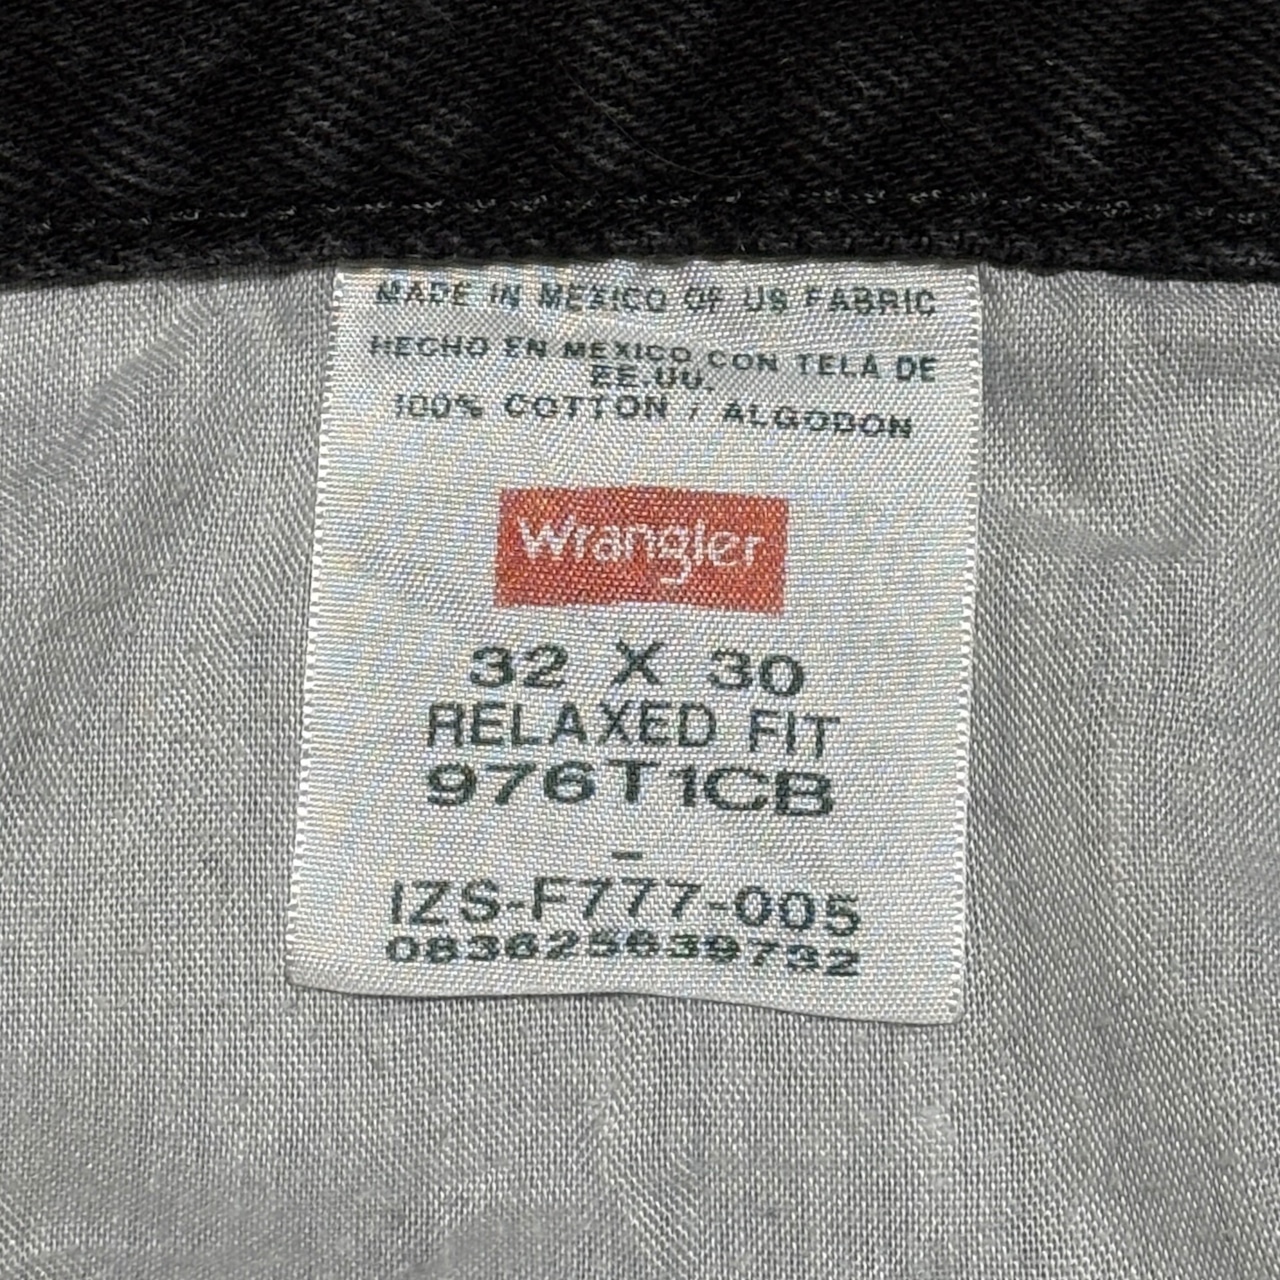 MADE IN MEXICO OF US FABRIC
HECHO EN MEXICO CON TELA DE
EE.UU.
100% COTTON / ALGODON
Wrangler
32 X 30
RELAXED FIT
976T1CB
-
IZS-F777-005
083625639732